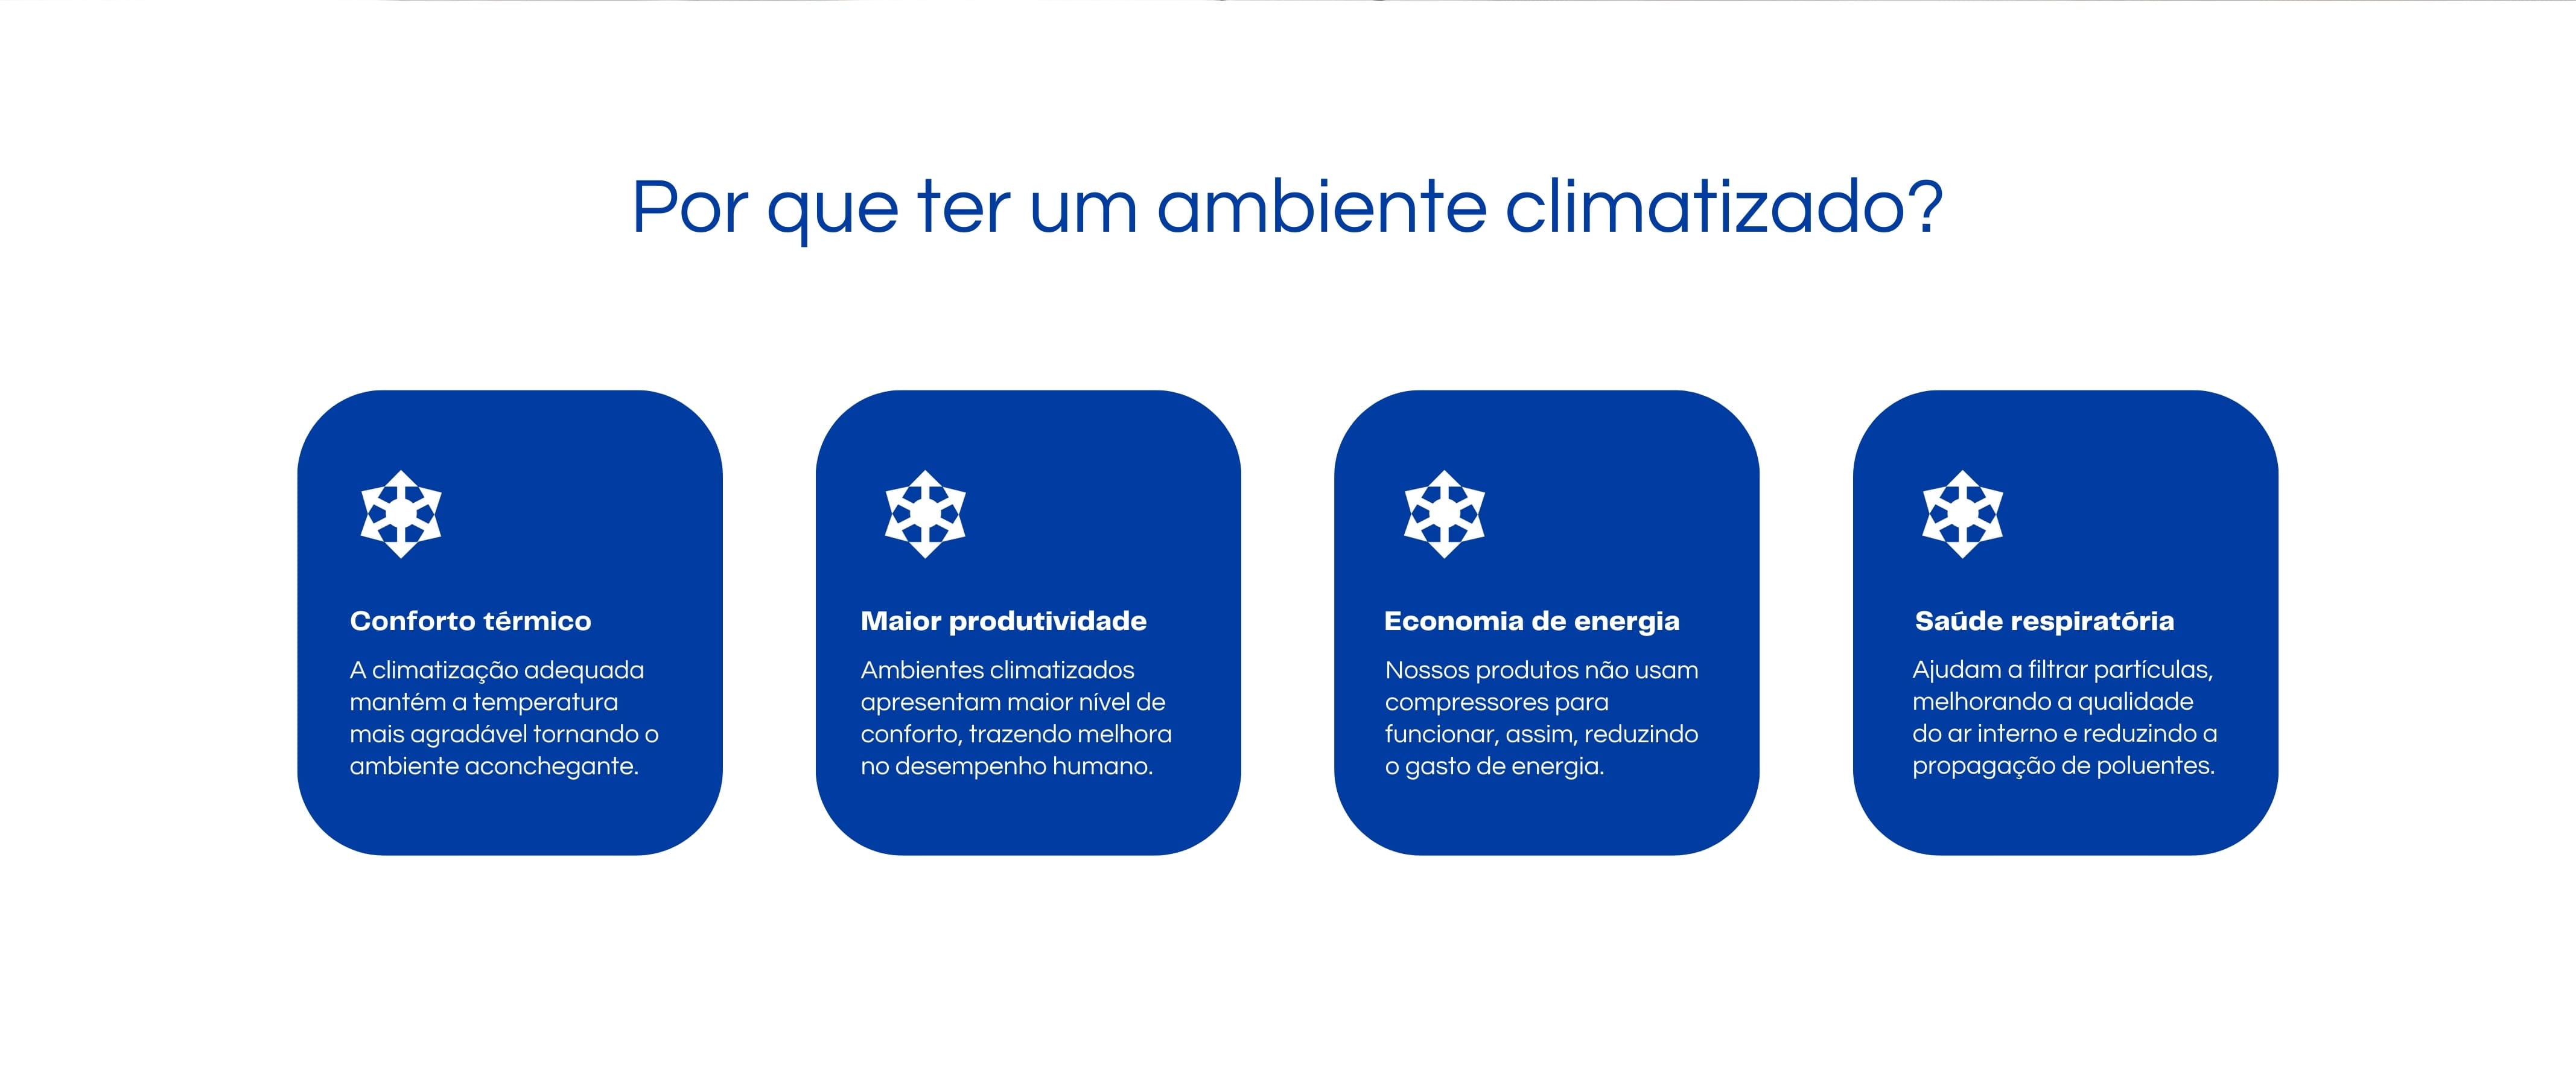 Por que ter um ambiente climatizado?
Conforto térmico
A climatização adequada
mantém a temperatura
mais agradável tornando o
ambiente aconchegante.
Maior produtividade
Ambientes climatizados
apresentam maior nível de
conforto, trazendo melhora
no desempenho humano.
Economia de energia
Nossos produtos não usam
compressores para
funcionar, assim, reduzindo
o gasto de energia.
Saúde respiratória
Ajudam a filtrar partículas,
melhorando a qualidade
do ar interno e reduzindo a
propagação de poluentes.